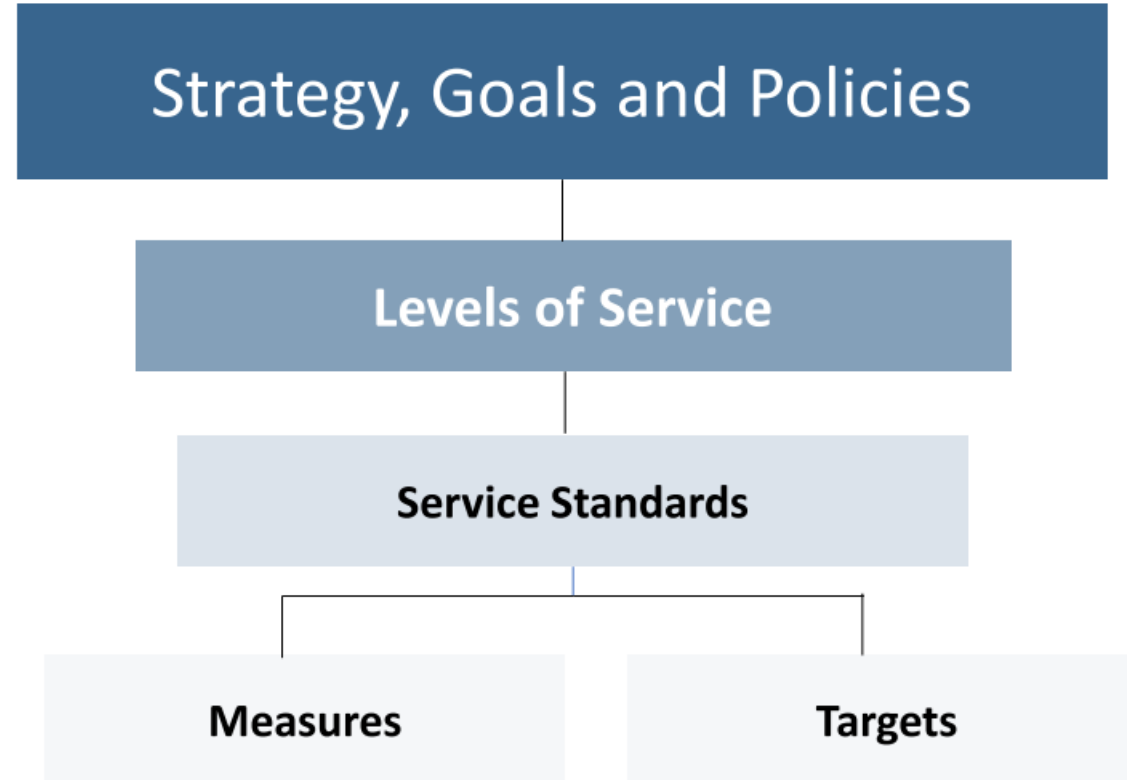 Strategy, Goals and Policies
Levels of Service
Service Standards
Measures
Targets